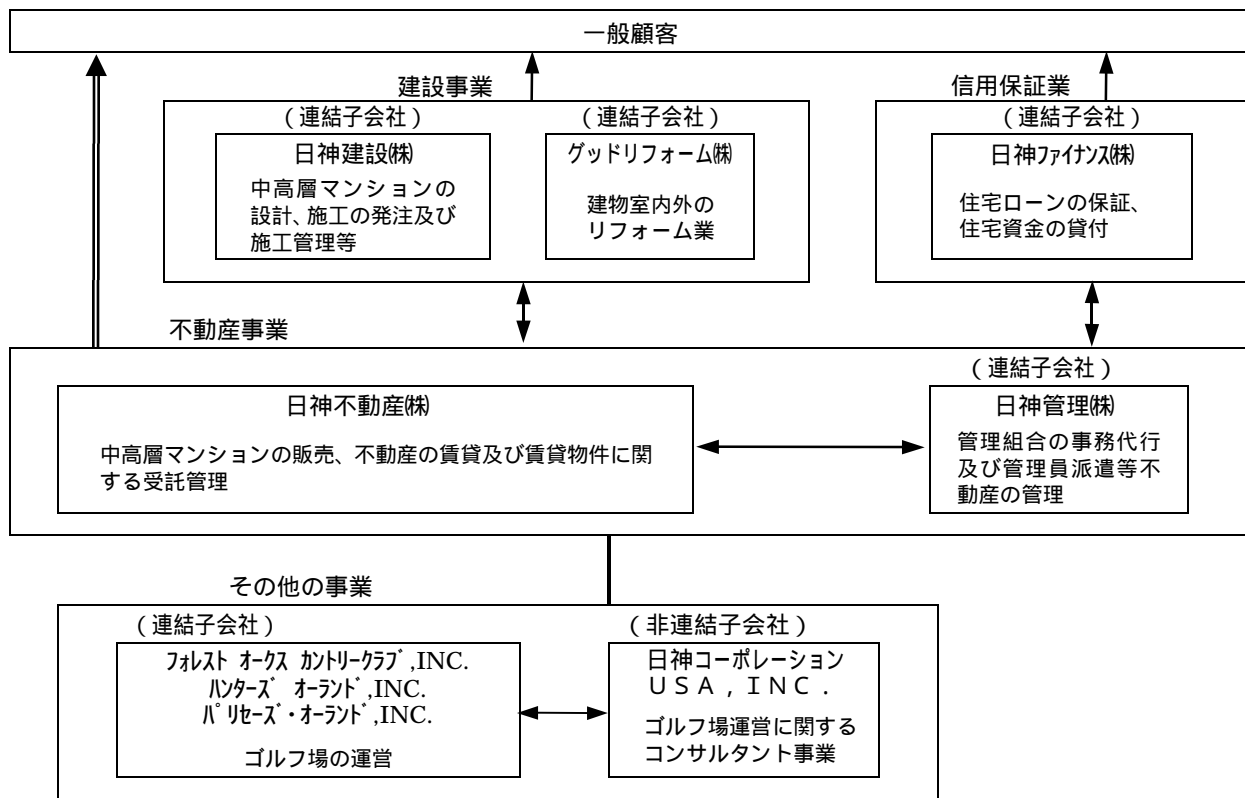 一般顧客
建設事業
信用保証業
（連結子会社）
（連結子会社）
（連結子会社）
日神建設㈱
中高層マンションの
設計、施工の発注及び
施工管理等
グッドリフォーム㈱
建物室内外の
リフォーム業
日神ファイナンス㈱
住宅ローンの保証、
住宅資金の貸付
不動産事業
日神不動産㈱
中高層マンションの販売、不動産の賃貸及び賃貸物件に関
する受託管理
（連結子会社）
日神管理㈱
管理組合の事務代行
及び管理員派遣等不
動産の管理
その他の事業
（連結子会社）
フォレスト オークス カントリークラブ,INC.
ハンターズ オーランド,INC.
パリセーズ・オーランド,INC.
ゴルフ場の運営
（非連結子会社）
日神コーポレーション
ＵＳＡ，ＩＮＣ．
ゴルフ場運営に関する
コンサルタント事業